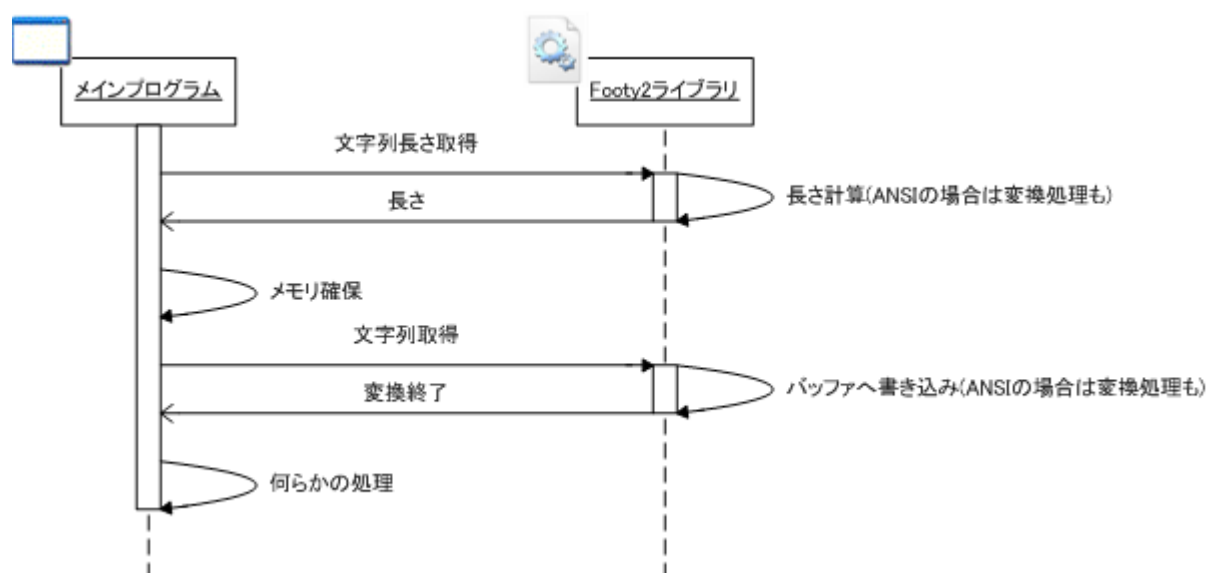 メインプログラム
Footy2ライブラリ
文字列長さ取得
長さ計算(ANSIの場合は変換処理も)
長さ
メモリ確保
文字列取得
変換終了
バッファへ書き込み(ANSIの場合は変換処理も)
何らかの処理